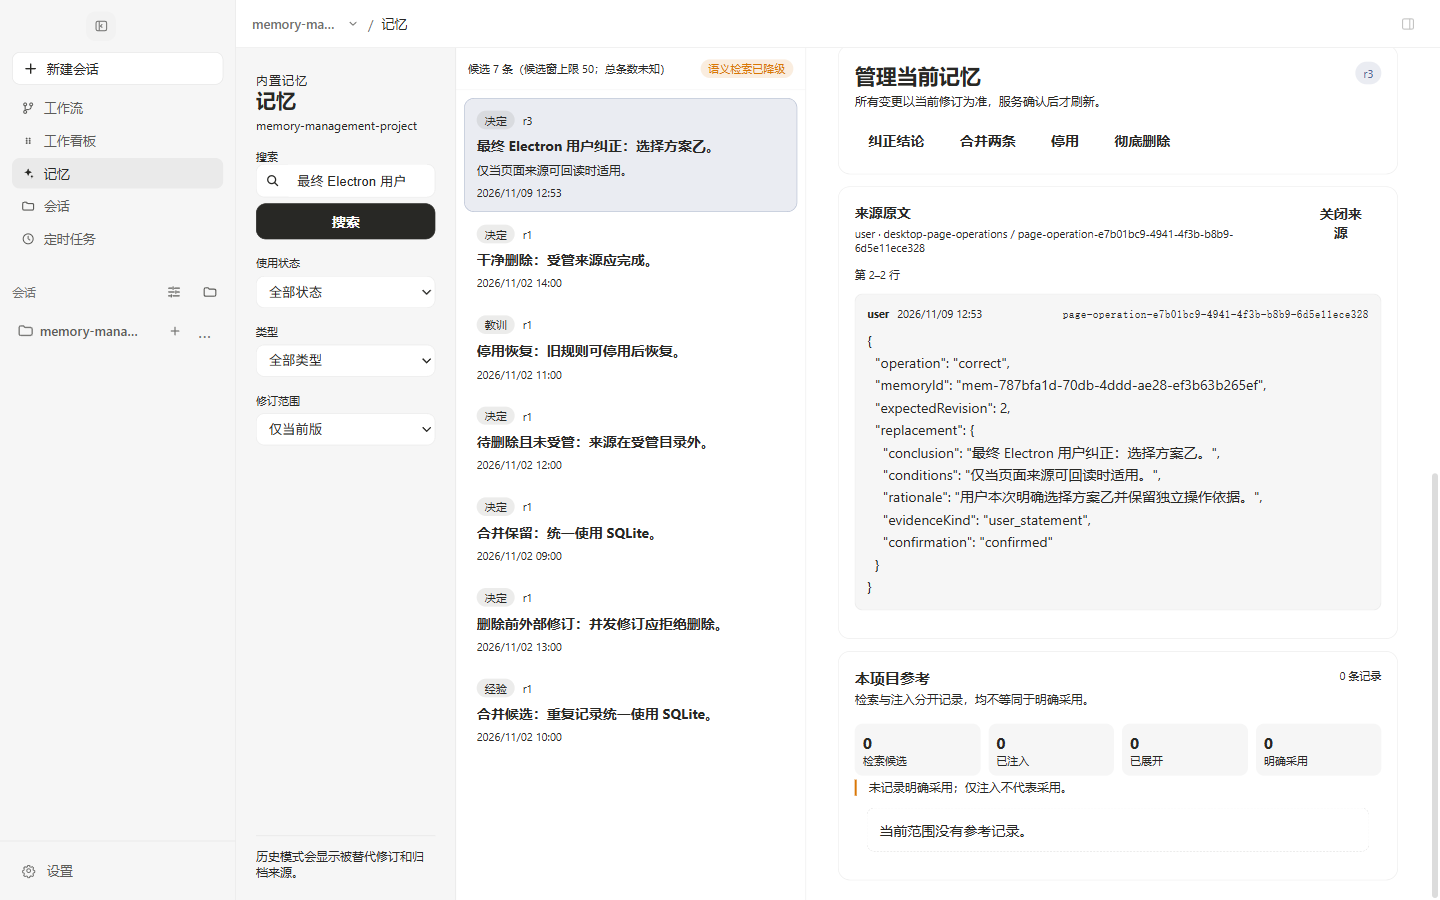 新建会话
工作流
工作看板
记忆
会话
定时任务
会话
memory-mana...
设置
memory-ma... / 记忆
内置记忆
记忆
memory-management-project
搜索
最终 Electron 用户
搜索
使用状态
全部状态
类型
全部类型
修订范围
仅当前版
历史模式会显示被替代修订和归
档来源。
候选 7 条（候选窗上限 50；总条数未知）
语义检索已降级
决定 r3
最终 Electron 用户纠正：选择方案乙。
仅当页面来源可回读时适用。
2026/11/09 12:53
决定 r1
干净删除：受管来源应完成。
2026/11/02 14:00
教训 r1
停用恢复：旧规则可停用后恢复。
2026/11/02 11:00
决定 r1
待删除且未受管：来源在受管目录外。
2026/11/02 12:00
决定 r1
合并保留：统一使用 SQLite。
2026/11/02 09:00
决定 r1
删除前外部修订：并发修订应拒绝删除。
2026/11/02 13:00
经验 r1
合并候选：重复记录统一使用 SQLite。
2026/11/02 10:00
管理当前记忆
r3
所有变更以当前修订为准，服务确认后才刷新。
纠正结论 合并两条 停用 彻底删除
来源原文
关闭来
源
user · desktop-page-operations / page-operation-e7b01bc9-4941-4f3b-b8b9-
6d5e11ece328
第 2–2 行
user 2026/11/09 12:53 page-operation-e7b01bc9-4941-4f3b-b8b9-6d5e11ece328
{
"operation": "correct",
"memoryId": "mem-787bfa1d-70db-4ddd-ae28-ef3b63b265ef",
"expectedRevision": 2,
"replacement": {
"conclusion": "最终 Electron 用户纠正：选择方案乙。",
"conditions": "仅当页面来源可回读时适用。",
"rationale": "用户本次明确选择方案乙并保留独立操作依据。",
"evidenceKind": "user_statement",
"confirmation": "confirmed"
}
}
本项目参考
0 条记录
检索与注入分开记录，均不等同于明确采用。
0 0 0 0
检索候选 已注入 已展开 明确采用
未记录明确采用；仅注入不代表采用。
当前范围没有参考记录。